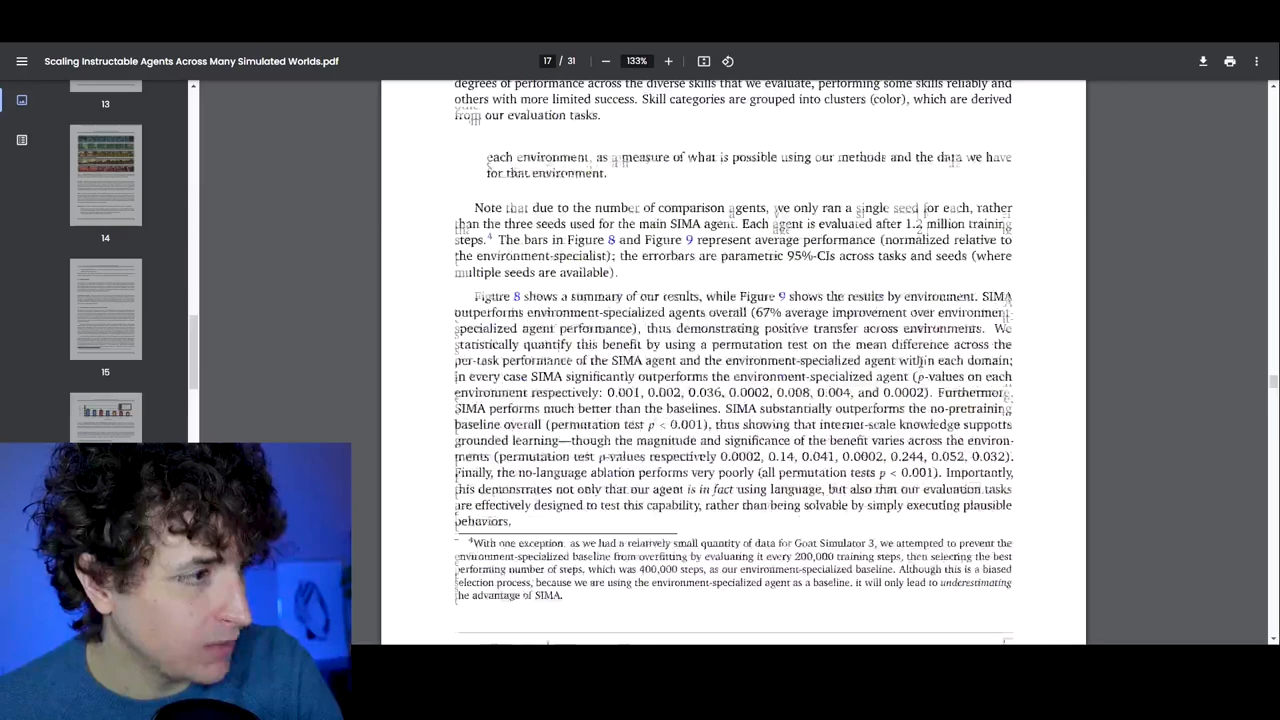 Scaling Instructable Agents Across Many Simulated Worlds.pdf
17 / 31
133%
13
14
15
degrees of performance across the diverse skills that we evaluate, performing some skills reliably and
others with more limited success. Skill categories are grouped into clusters (color), which are derived
from our evaluation tasks.
each environment, as a measure of what is possible using our methods and the data we have
for that environment.
Note that due to the number of comparison agents, we only ran a single seed for each, rather
than the three seeds used for the main SIMA agent. Each agent is evaluated after 1.2 million training
steps.4 The bars in Figure 8 and Figure 9 represent average performance (normalized relative to
the environment-specialist); the errorbars are parametric 95%-CIs across tasks and seeds (where
multiple seeds are available).
Figure 8 shows a summary of our results, while Figure 9 shows the results by environment. SIMA
outperforms environment-specialized agents overall (67% average improvement over environment-
specialized agent performance), thus demonstrating positive transfer across environments. We
statistically quantify this benefit by using a permutation test on the mean difference across the
per-task performance of the SIMA agent and the environment-specialized agent within each domain;
in every case SIMA significantly outperforms the environment-specialized agent (p-values on each
environment respectively: 0.001, 0.002, 0.036, 0.0002, 0.008, 0.004, and 0.0002). Furthermore,
SIMA performs much better than the baselines. SIMA substantially outperforms the no-pretraining
baseline overall (permutation test p < 0.001), thus showing that internet-scale knowledge supports
grounded learning—though the magnitude and significance of the benefit varies across the environ-
ments (permutation test p-values respectively 0.0002, 0.14, 0.041, 0.0002, 0.244, 0.052, 0.032).
Finally, the no-language ablation performs very poorly (all permutation tests p < 0.001). Importantly,
this demonstrates not only that our agent is in fact using language, but also that our evaluation tasks
are effectively designed to test this capability, rather than being solvable by simply executing plausible
behaviors.
4With one exception, as we had a relatively small quantity of data for Goat Simulator 3, we attempted to prevent the
environment-specialized baseline from overfitting by evaluating it every 200,000 training steps, then selecting the best
performing number of steps, which was 400,000 steps, as our environment-specialized baseline. Although this is a biased
selection process, because we are using the environment-specialized agent as a baseline, it will only lead to underestimating
the advantage of SIMA.